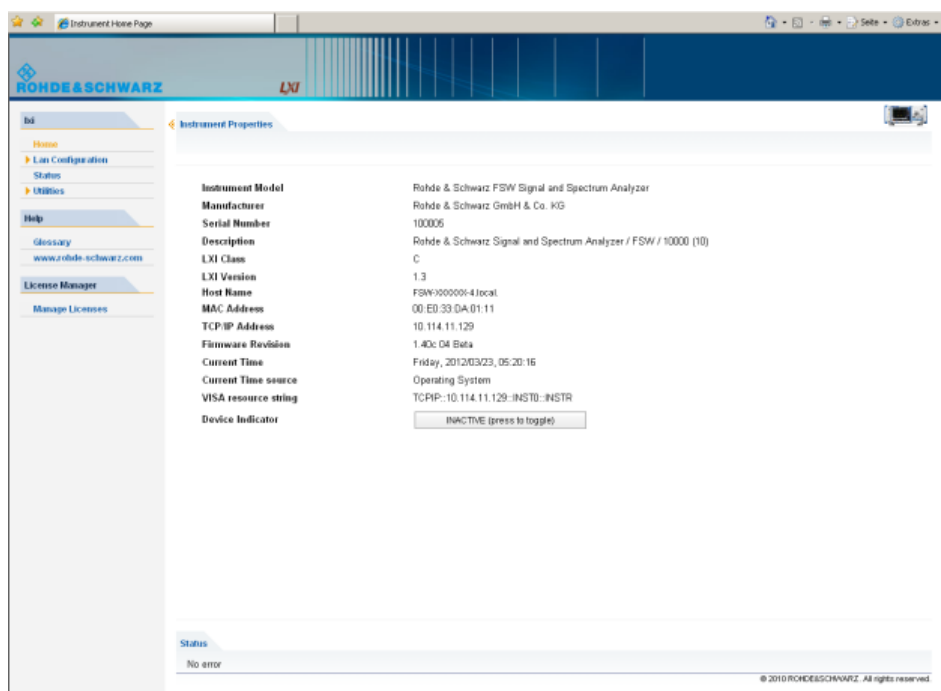 Instrument Home Page
Seite
Extras
ROHDE&SCHWARZ
LXI
lxi
Home
Lan Configuration
Status
Utilities
Help
Glossary
www.rohde-schwarz.com
License Manager
Manage Licenses
Instrument Properties
Instrument Model Rohde & Schwarz FSW Signal and Spectrum Analyzer
Manufacturer Rohde & Schwarz GmbH & Co. KG
Serial Number 100005
Description Rohde & Schwarz Signal and Spectrum Analyzer / FSW / 10000 (10)
LXI Class C
LXI Version 1.3
Host Name
MAC Address 00:E0:33:DA:01:11
TCP/IP Address 10.114.11.129
Firmware Revision 1.40c 04 Beta
Current Time Friday, 2012/03/23, 05:20:16
Current Time source Operating System
VISA resource string TCPIP::10.114.11.129::INST0::INSTR
Device Indicator INACTIVE (press to toggle)
Status
No error
© 2010 ROHDE&SCHWARZ. All rights reserved.